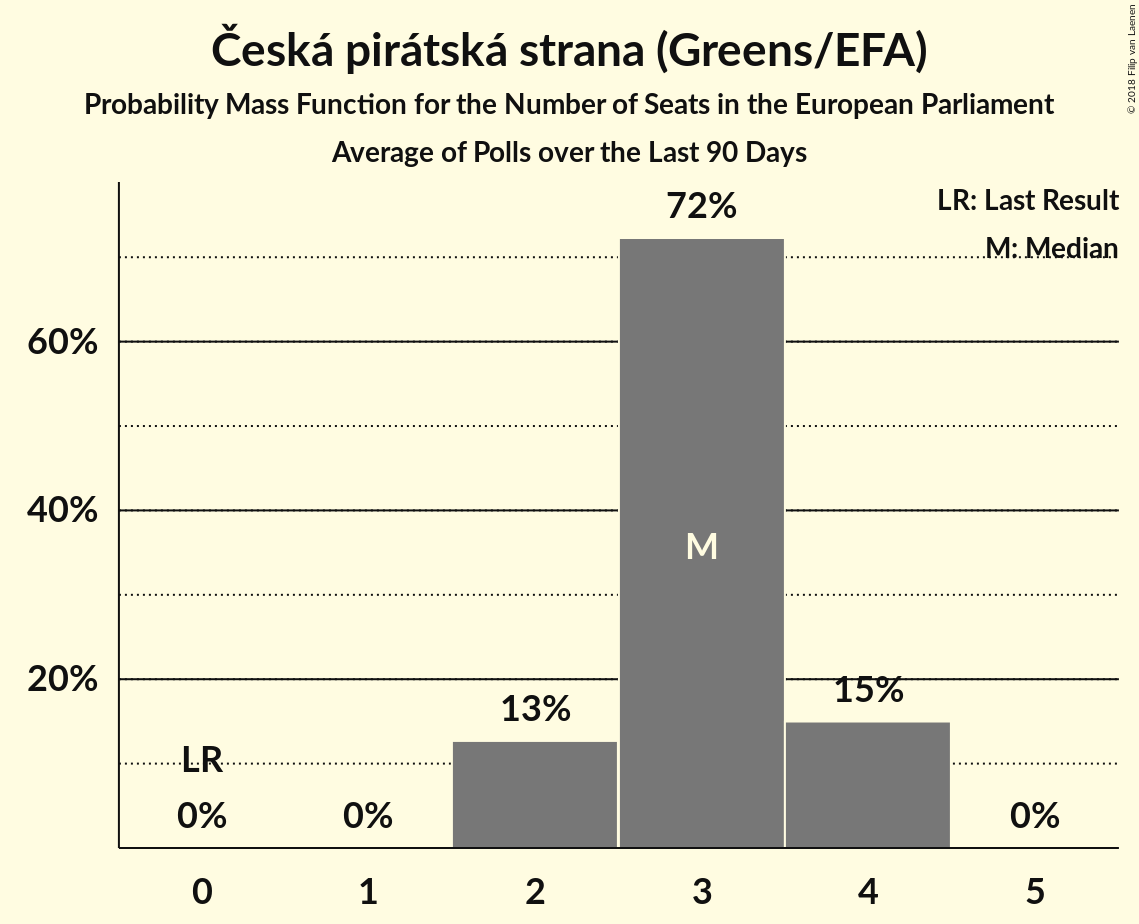 Česká pirátská strana (Greens/EFA)
Probability Mass Function for the Number of Seats in the European Parliament
Average of Polls over the Last 90 Days
© 2018 Filip van Laenen
LR: Last Result
M: Median
72%
60%
40%
M
20%
15%
13%
LR
0%
0%
0%
0 1 2 3 4 5